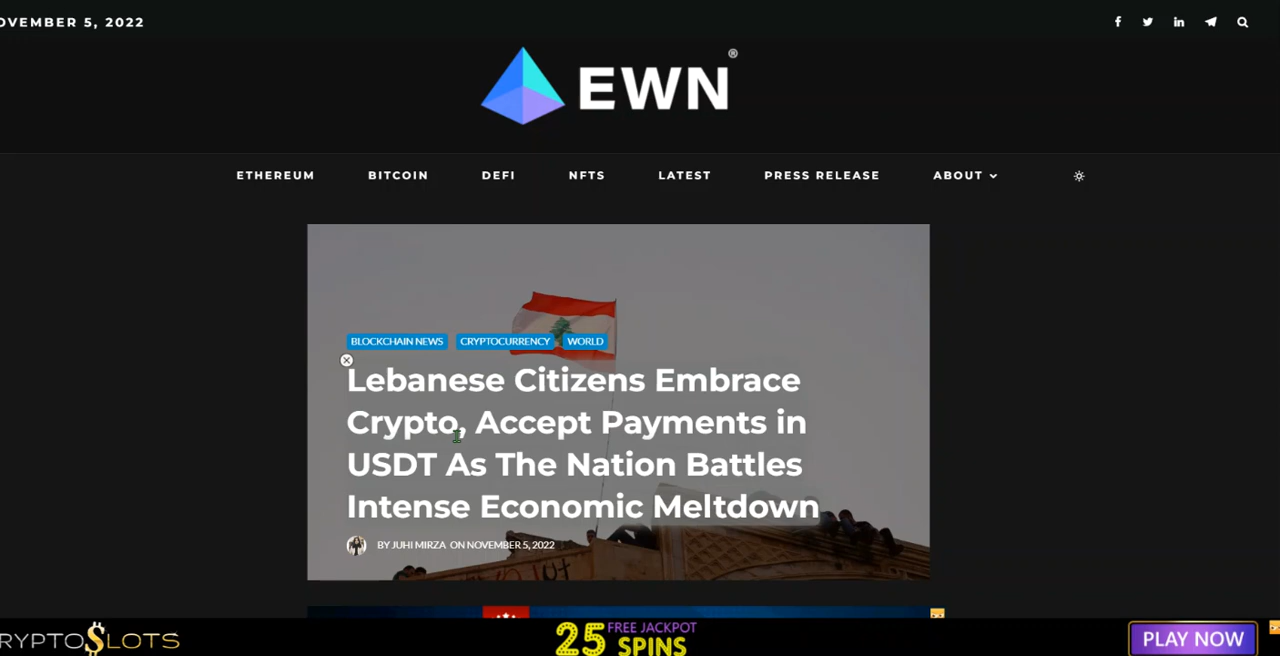 OVEMBER 5, 2022
EWN®
ETHEREUM BITCOIN DEFI NFTS LATEST PRESS RELEASE ABOUT
BLOCKCHAIN NEWS CRYPTOCURRENCY WORLD
Lebanese Citizens Embrace
Crypto, Accept Payments in
USDT As The Nation Battles
Intense Economic Meltdown
BY JUHI MIRZA ON NOVEMBER 5, 2022
RYPTO$LOTS
25 FREE JACKPOT
SPINS
PLAY NOW